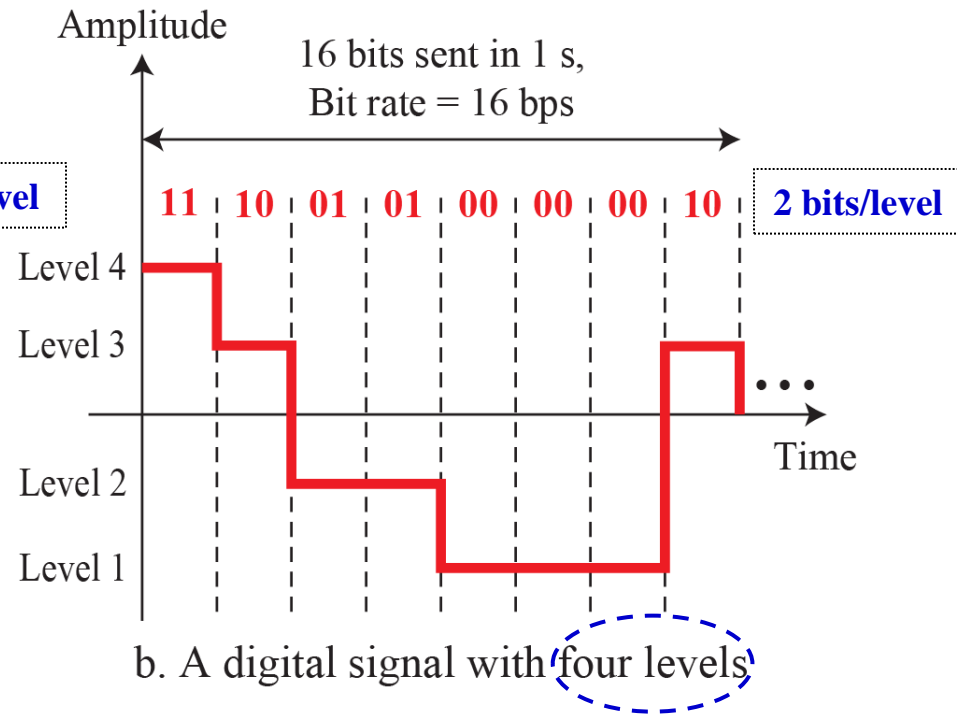 Amplitude
16 bits sent in 1 s,
Bit rate = 16 bps
11 10 01 01 00 00 00 10
2 bits/level
Level 4
Level 3
• • •
Time
Level 2
Level 1
b. A digital signal with four levels